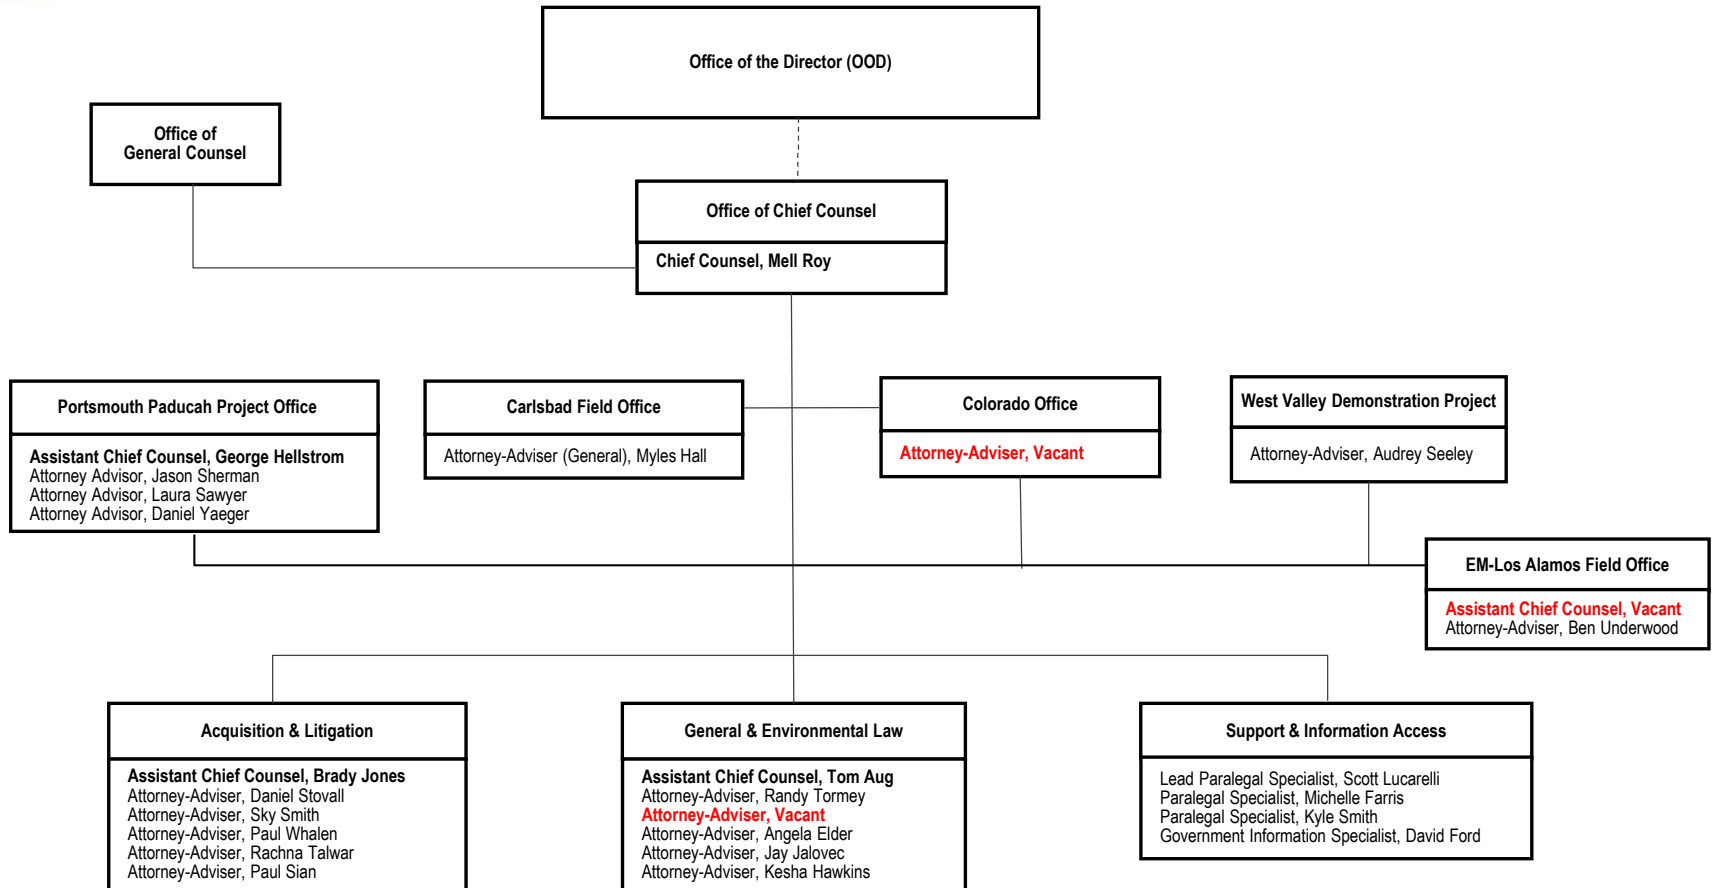 Office of the Director (OOD)
Office of
General Counsel
Office of Chief Counsel
Chief Counsel, Mell Roy
Portsmouth Paducah Project Office
Assistant Chief Counsel, George Hellstrom
Attorney Advisor, Jason Sherman
Attorney Advisor, Laura Sawyer
Attorney Advisor, Daniel Yaeger
Carlsbad Field Office
Attorney-Adviser (General), Myles Hall
Colorado Office
Attorney-Adviser, Vacant
West Valley Demonstration Project
Attorney-Adviser, Audrey Seeley
EM-Los Alamos Field Office
Assistant Chief Counsel, Vacant
Attorney-Adviser, Ben Underwood
Acquisition & Litigation
Assistant Chief Counsel, Brady Jones
Attorney-Adviser, Daniel Stovall
Attorney-Adviser, Sky Smith
Attorney-Adviser, Paul Whalen
Attorney-Adviser, Rachna Talwar
Attorney-Adviser, Paul Sian
General & Environmental Law
Assistant Chief Counsel, Tom Aug
Attorney-Adviser, Randy Tormey
Attorney-Adviser, Vacant
Attorney-Adviser, Angela Elder
Attorney-Adviser, Jay Jalovec
Attorney-Adviser, Kesha Hawkins
Support & Information Access
Lead Paralegal Specialist, Scott Lucarelli
Paralegal Specialist, Michelle Farris
Paralegal Specialist, Kyle Smith
Government Information Specialist, David Ford